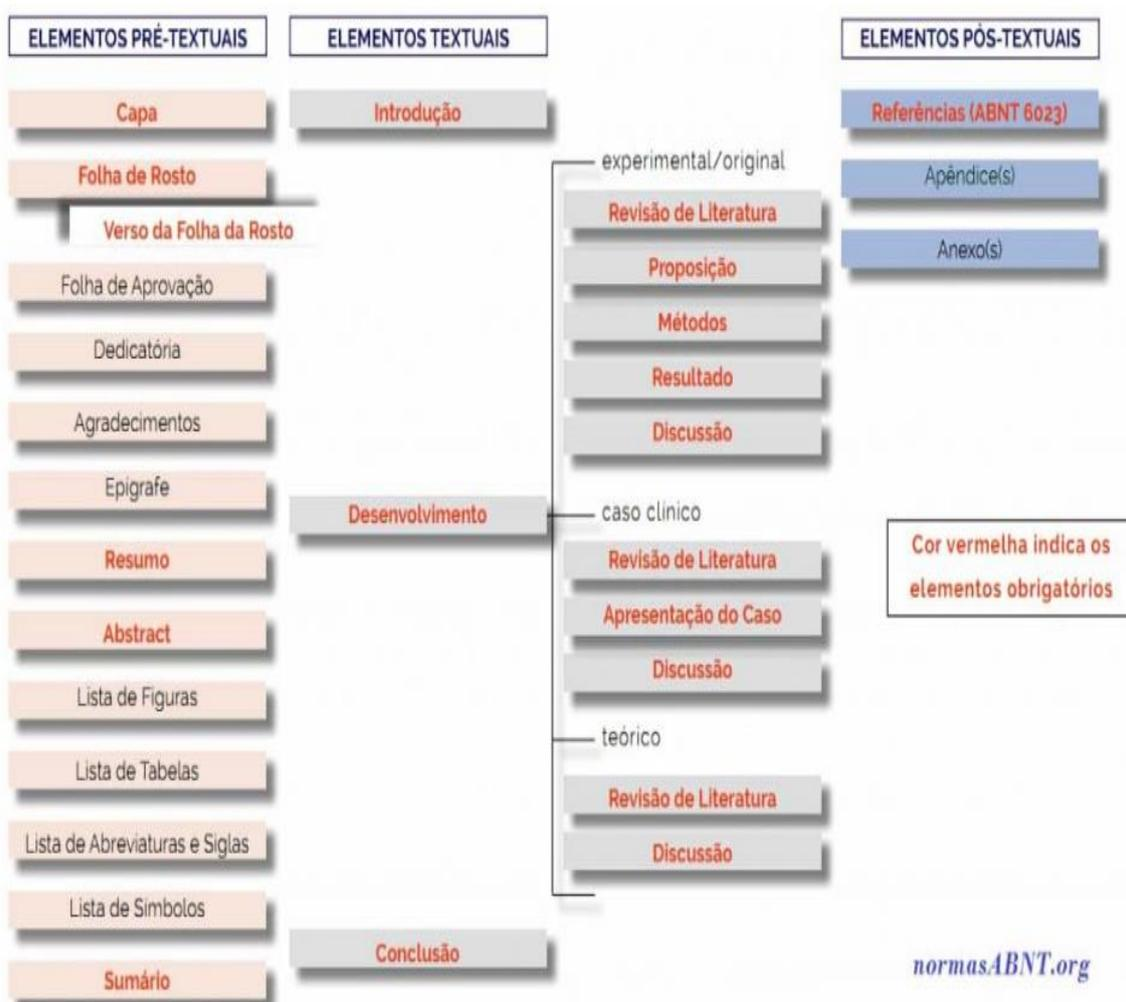 ELEMENTOS PRÉ-TEXTUAIS
Capa
Folha de Rosto
Verso da Folha da Rosto
Folha de Aprovação
Dedicatória
Agradecimentos
Epigrafe
Resumo
Abstract
Lista de Figuras
Lista de Tabelas
Lista de Abreviaturas e Siglas
Lista de Simbolos
Sumário
ELEMENTOS TEXTUAIS
Introdução
Desenvolvimento
experimental/original
Revisão de Literatura
Proposição
Métodos
Resultado
Discussão
caso clínico
Revisão de Literatura
Apresentação do Caso
Discussão
teórico
Revisão de Literatura
Discussão
Conclusão
ELEMENTOS PÓS-TEXTUAIS
Referências (ABNT 6023)
Apêndice(s)
Anexo(s)
Cor vermelha indica os
elementos obrigatórios
normasABNT.org